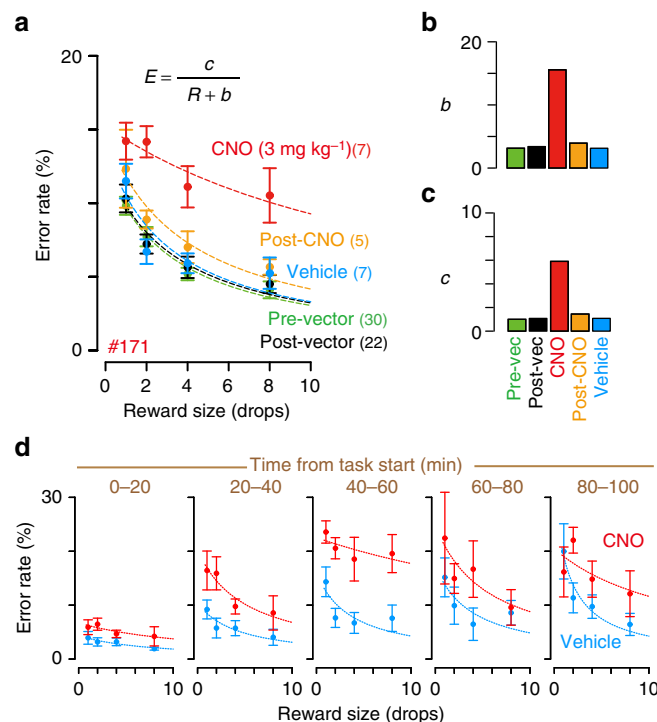 a
20
E = c / (R + b)
CNO (3 mg kg⁻¹)(7)
Post-CNO (5)
Vehicle (7)
Pre-vector (30)
Post-vector (22)
#171
0
Error rate (%)
0 2 4 6 8 10
Reward size (drops)
b
20
b
0
c
10
c
0
Pre-vec
Post-vec
CNO
Post-CNO
Vehicle
d
Time from task start (min)
0–20 20–40 40–60 60–80 80–100
30
Error rate (%)
0
CNO
Vehicle
0 10 0 10 0 10 0 10 0 10
Reward size (drops)